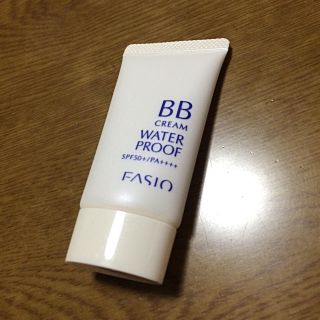 BB
CREAM
WATER
PROOF
SPF50+/PA++++
FASIO